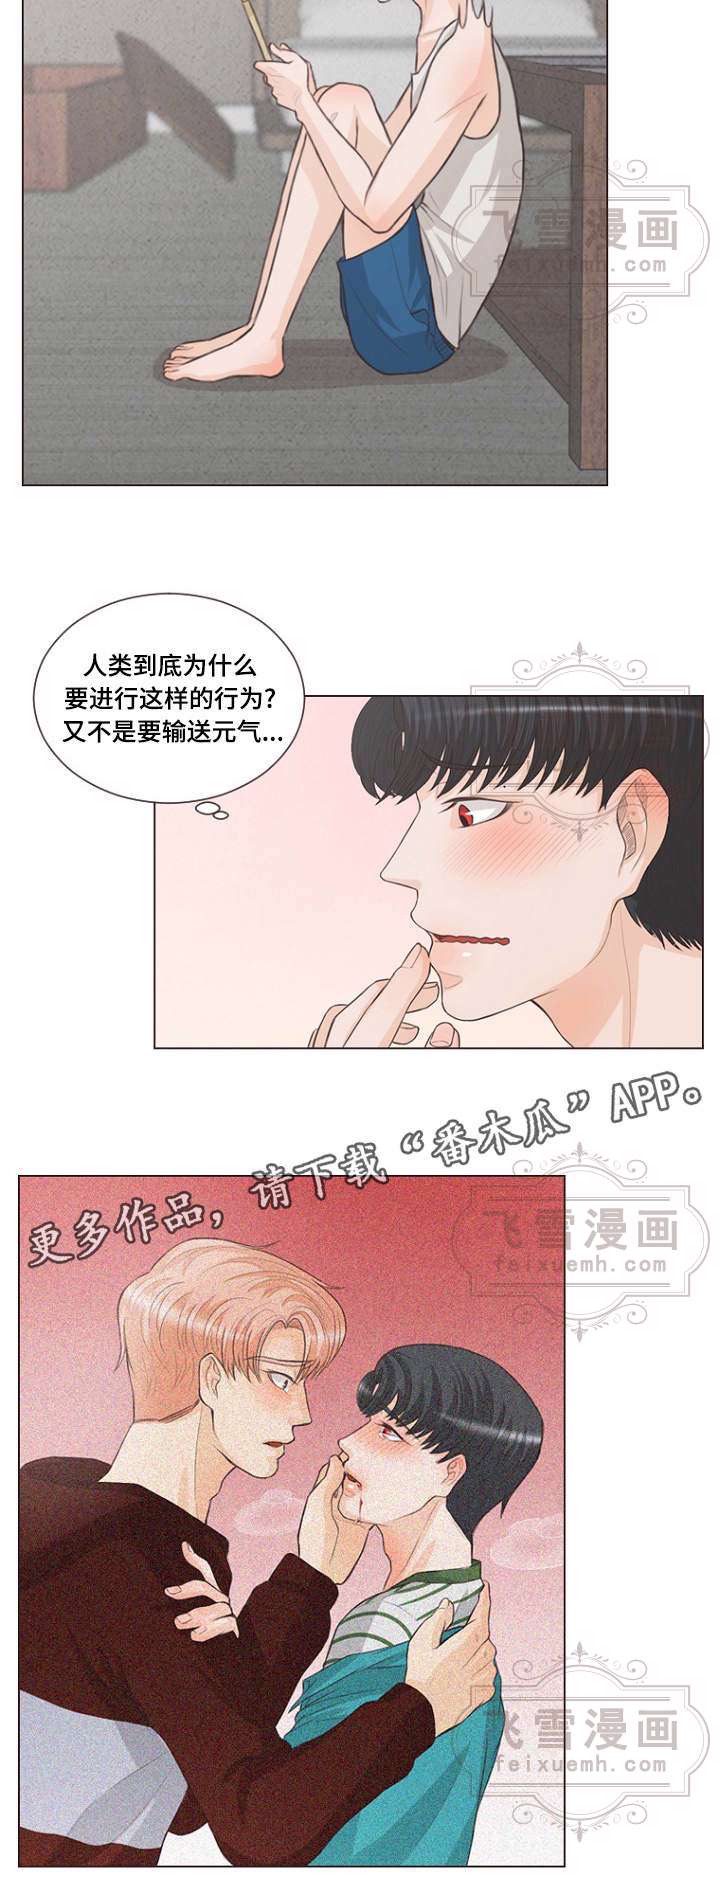 飞雪漫画
feixuemh.com
人类到底为什么
要进行这样的行为?
又不是要输送元气...
更多作品，请下载“番木瓜”APP。
飞雪漫画
feixuemh.com
飞雪漫画
feixuemh.com